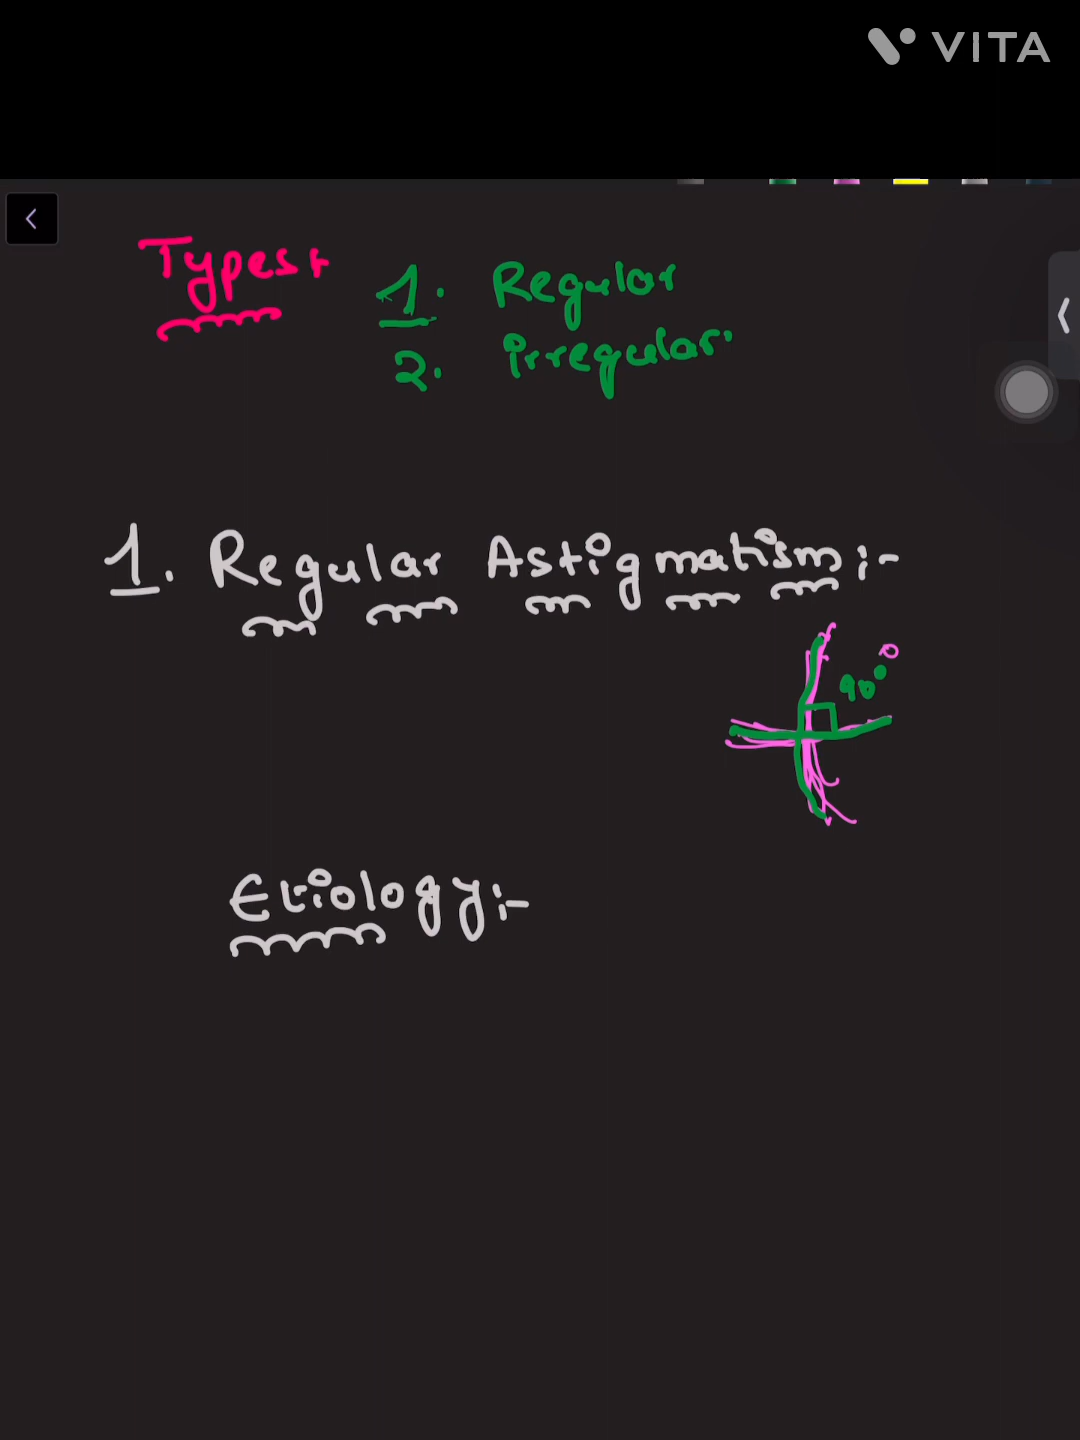 VITA
Types
1. Regular
2. irregular
1. Regular Astigmatism :-
90°
Etiology :-